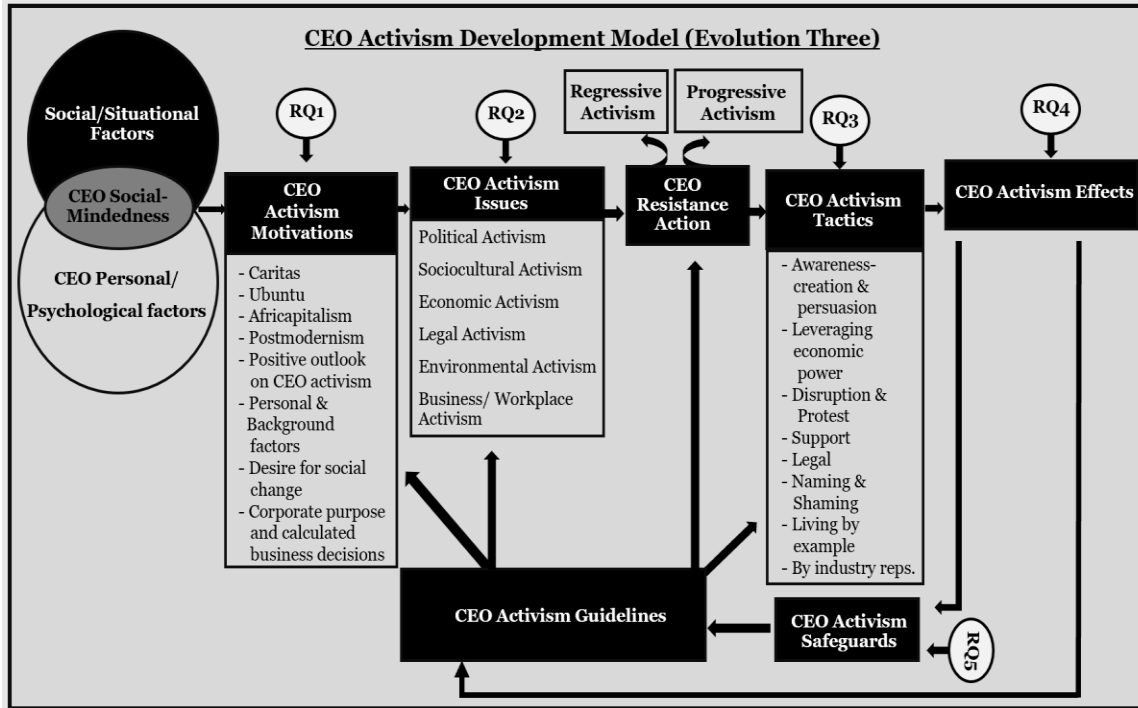 CEO Activism Development Model (Evolution Three)
Social/Situational
Factors
CEO Social-
Mindedness
CEO Personal/
Psychological factors
RQ1
CEO
Activism
Motivations
- Caritas
- Ubuntu
- Africapitalism
- Postmodernism
- Positive outlook
on CEO activism
- Personal &
Background
factors
- Desire for social
change
- Corporate purpose
and calculated
business decisions
RQ2
CEO Activism
Issues
Political Activism
Sociocultural Activism
Economic Activism
Legal Activism
Environmental Activism
Business/ Workplace
Activism
Regressive
Activism
Progressive
Activism
CEO
Resistance
Action
RQ3
CEO Activism
Tactics
- Awareness-
creation &
persuasion
- Leveraging
economic
power
- Disruption &
Protest
- Support
- Legal
- Naming &
Shaming
- Living by
example
- By industry reps.
RQ4
CEO Activism Effects
CEO Activism Guidelines
CEO Activism
Safeguards
RQ5